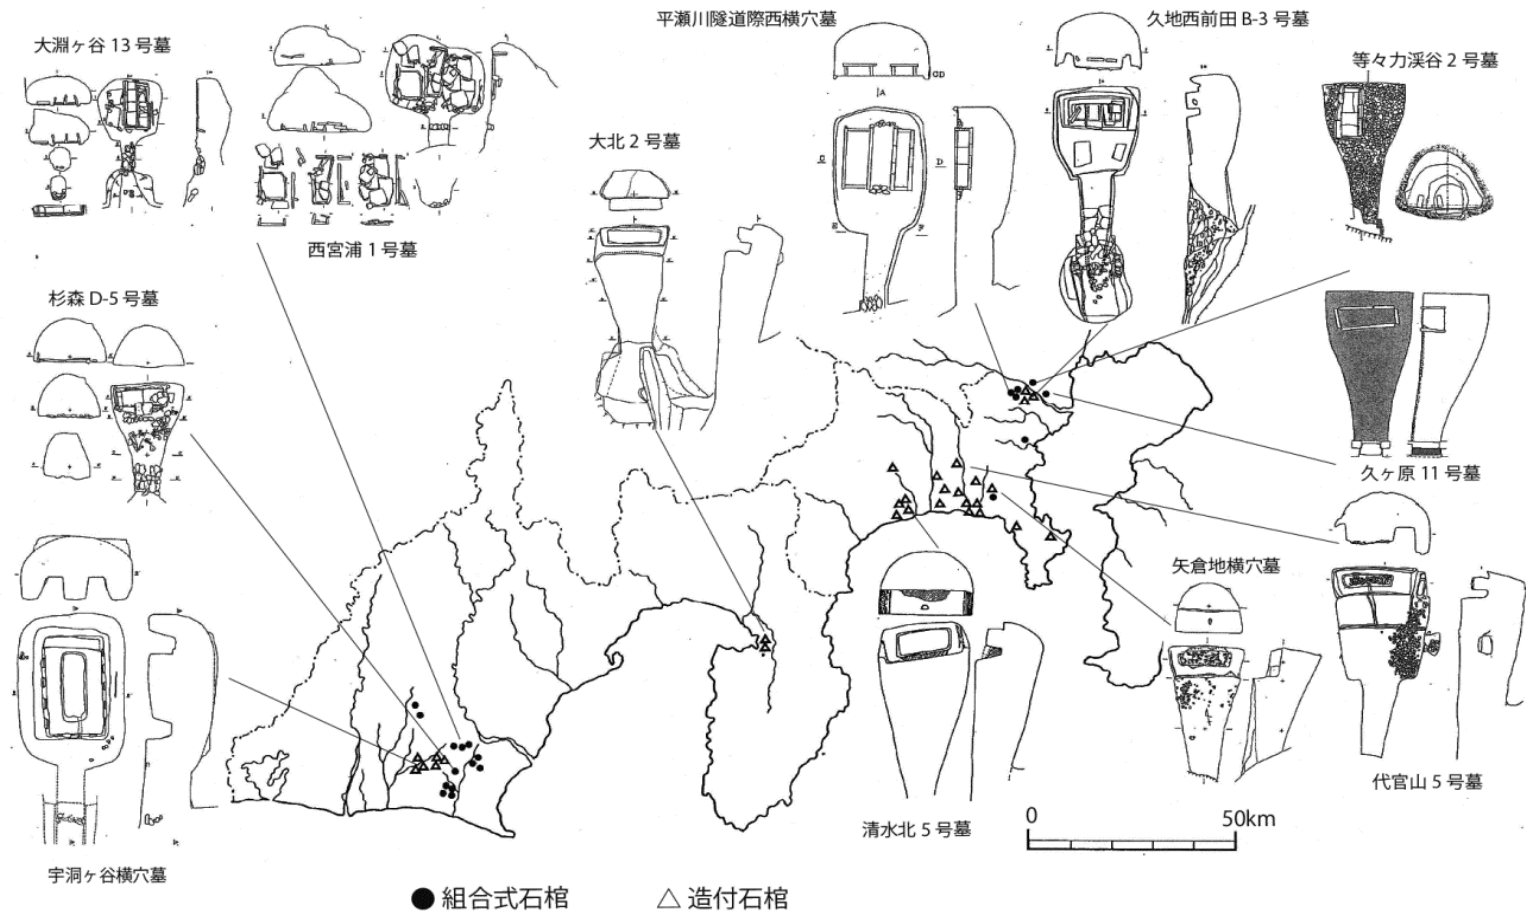 平瀬川隧道際西横穴墓
久地西前田 B-3 号墓
大淵ヶ谷 13 号墓
等々力渓谷 2 号墓
大北 2 号墓
西宮浦 1 号墓
杉森 D-5 号墓
久ヶ原 11 号墓
矢倉地横穴墓
代官山 5 号墓
清水北 5 号墓
0 50km
宇洞ヶ谷横穴墓
● 組合式石棺 △ 造付石棺